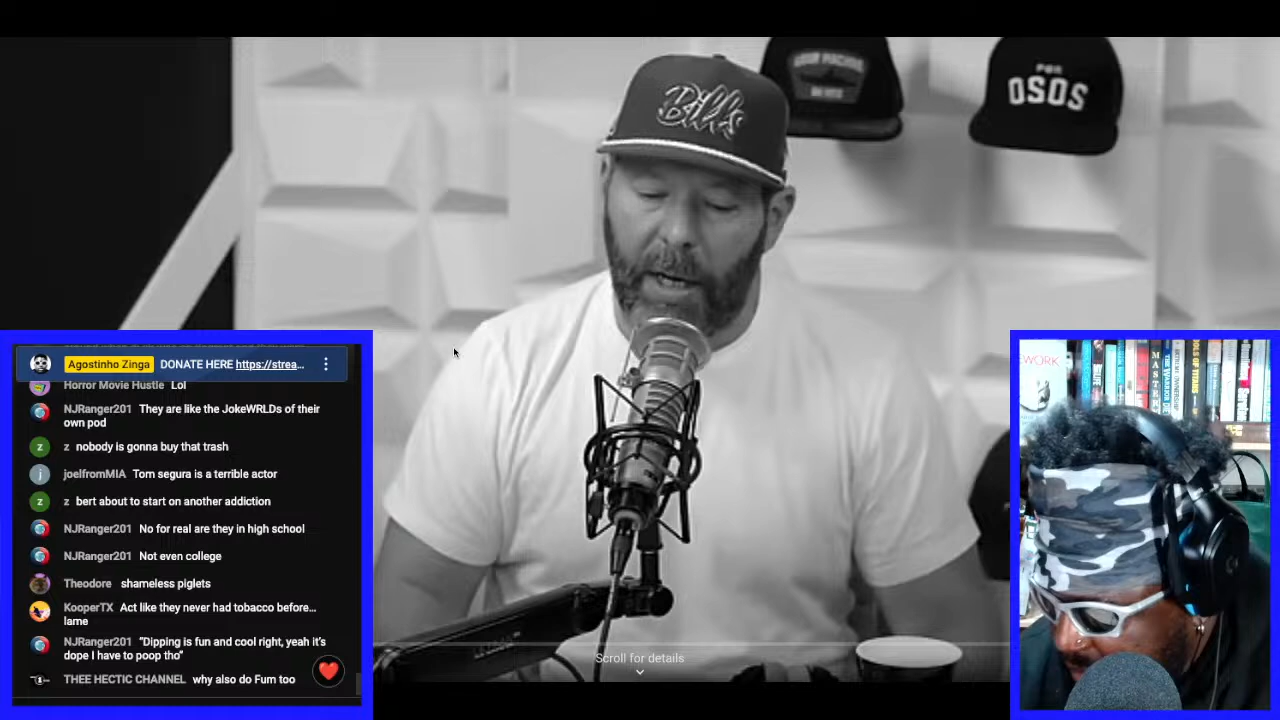 Bills
POR
OSOS
Agostinho Zinga DONATE HERE https://strea...
Horror Movie Hustle Lol
NJRanger201 They are like the JokeWRLDs of their
own pod
z nobody is gonna buy that trash
joelfromMIA Tom segura is a terrible actor
z bert about to start on another addiction
NJRanger201 No for real are they in high school
NJRanger201 Not even college
Theodore shameless piglets
KooperTX Act like they never had tobacco before...
lame
NJRanger201 “Dipping is fun and cool right, yeah it’s
dope I have to poop tho”
THEE HECTIC CHANNEL why also do Fum too
Scroll for details
WORK
MASTERY